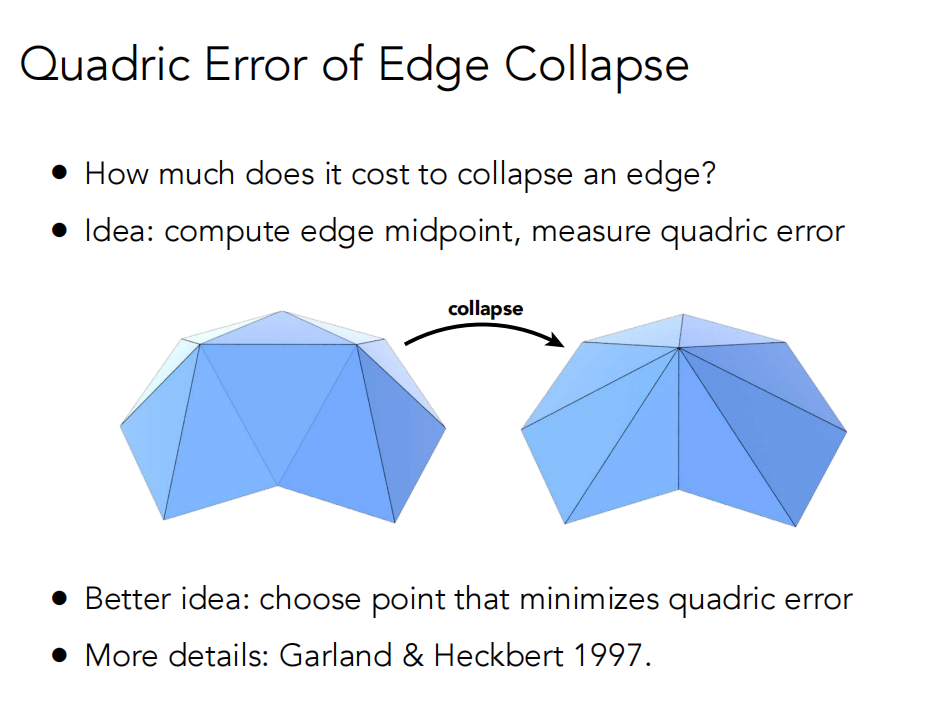 Quadric Error of Edge Collapse
• How much does it cost to collapse an edge?
• Idea: compute edge midpoint, measure quadric error
collapse
• Better idea: choose point that minimizes quadric error
• More details: Garland & Heckbert 1997.